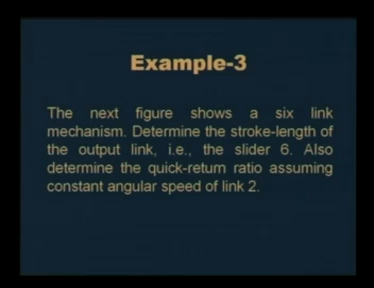 Example-3
The next figure shows a six link
mechanism. Determine the stroke-length of
the output link, i.e., the slider 6. Also
determine the quick-return ratio assuming
constant angular speed of link 2.